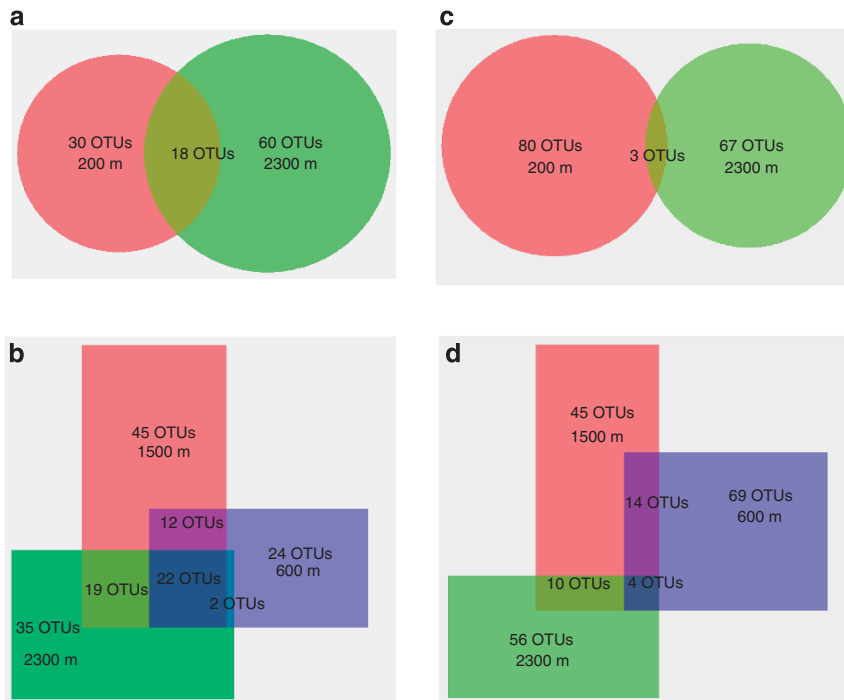 a
30 OTUs
200 m
18 OTUs
60 OTUs
2300 m
c
80 OTUs
200 m
3 OTUs
67 OTUs
2300 m
b
45 OTUs
1500 m
12 OTUs
24 OTUs
600 m
19 OTUs
22 OTUs
2 OTUs
35 OTUs
2300 m
d
45 OTUs
1500 m
14 OTUs
69 OTUs
600 m
10 OTUs
4 OTUs
56 OTUs
2300 m